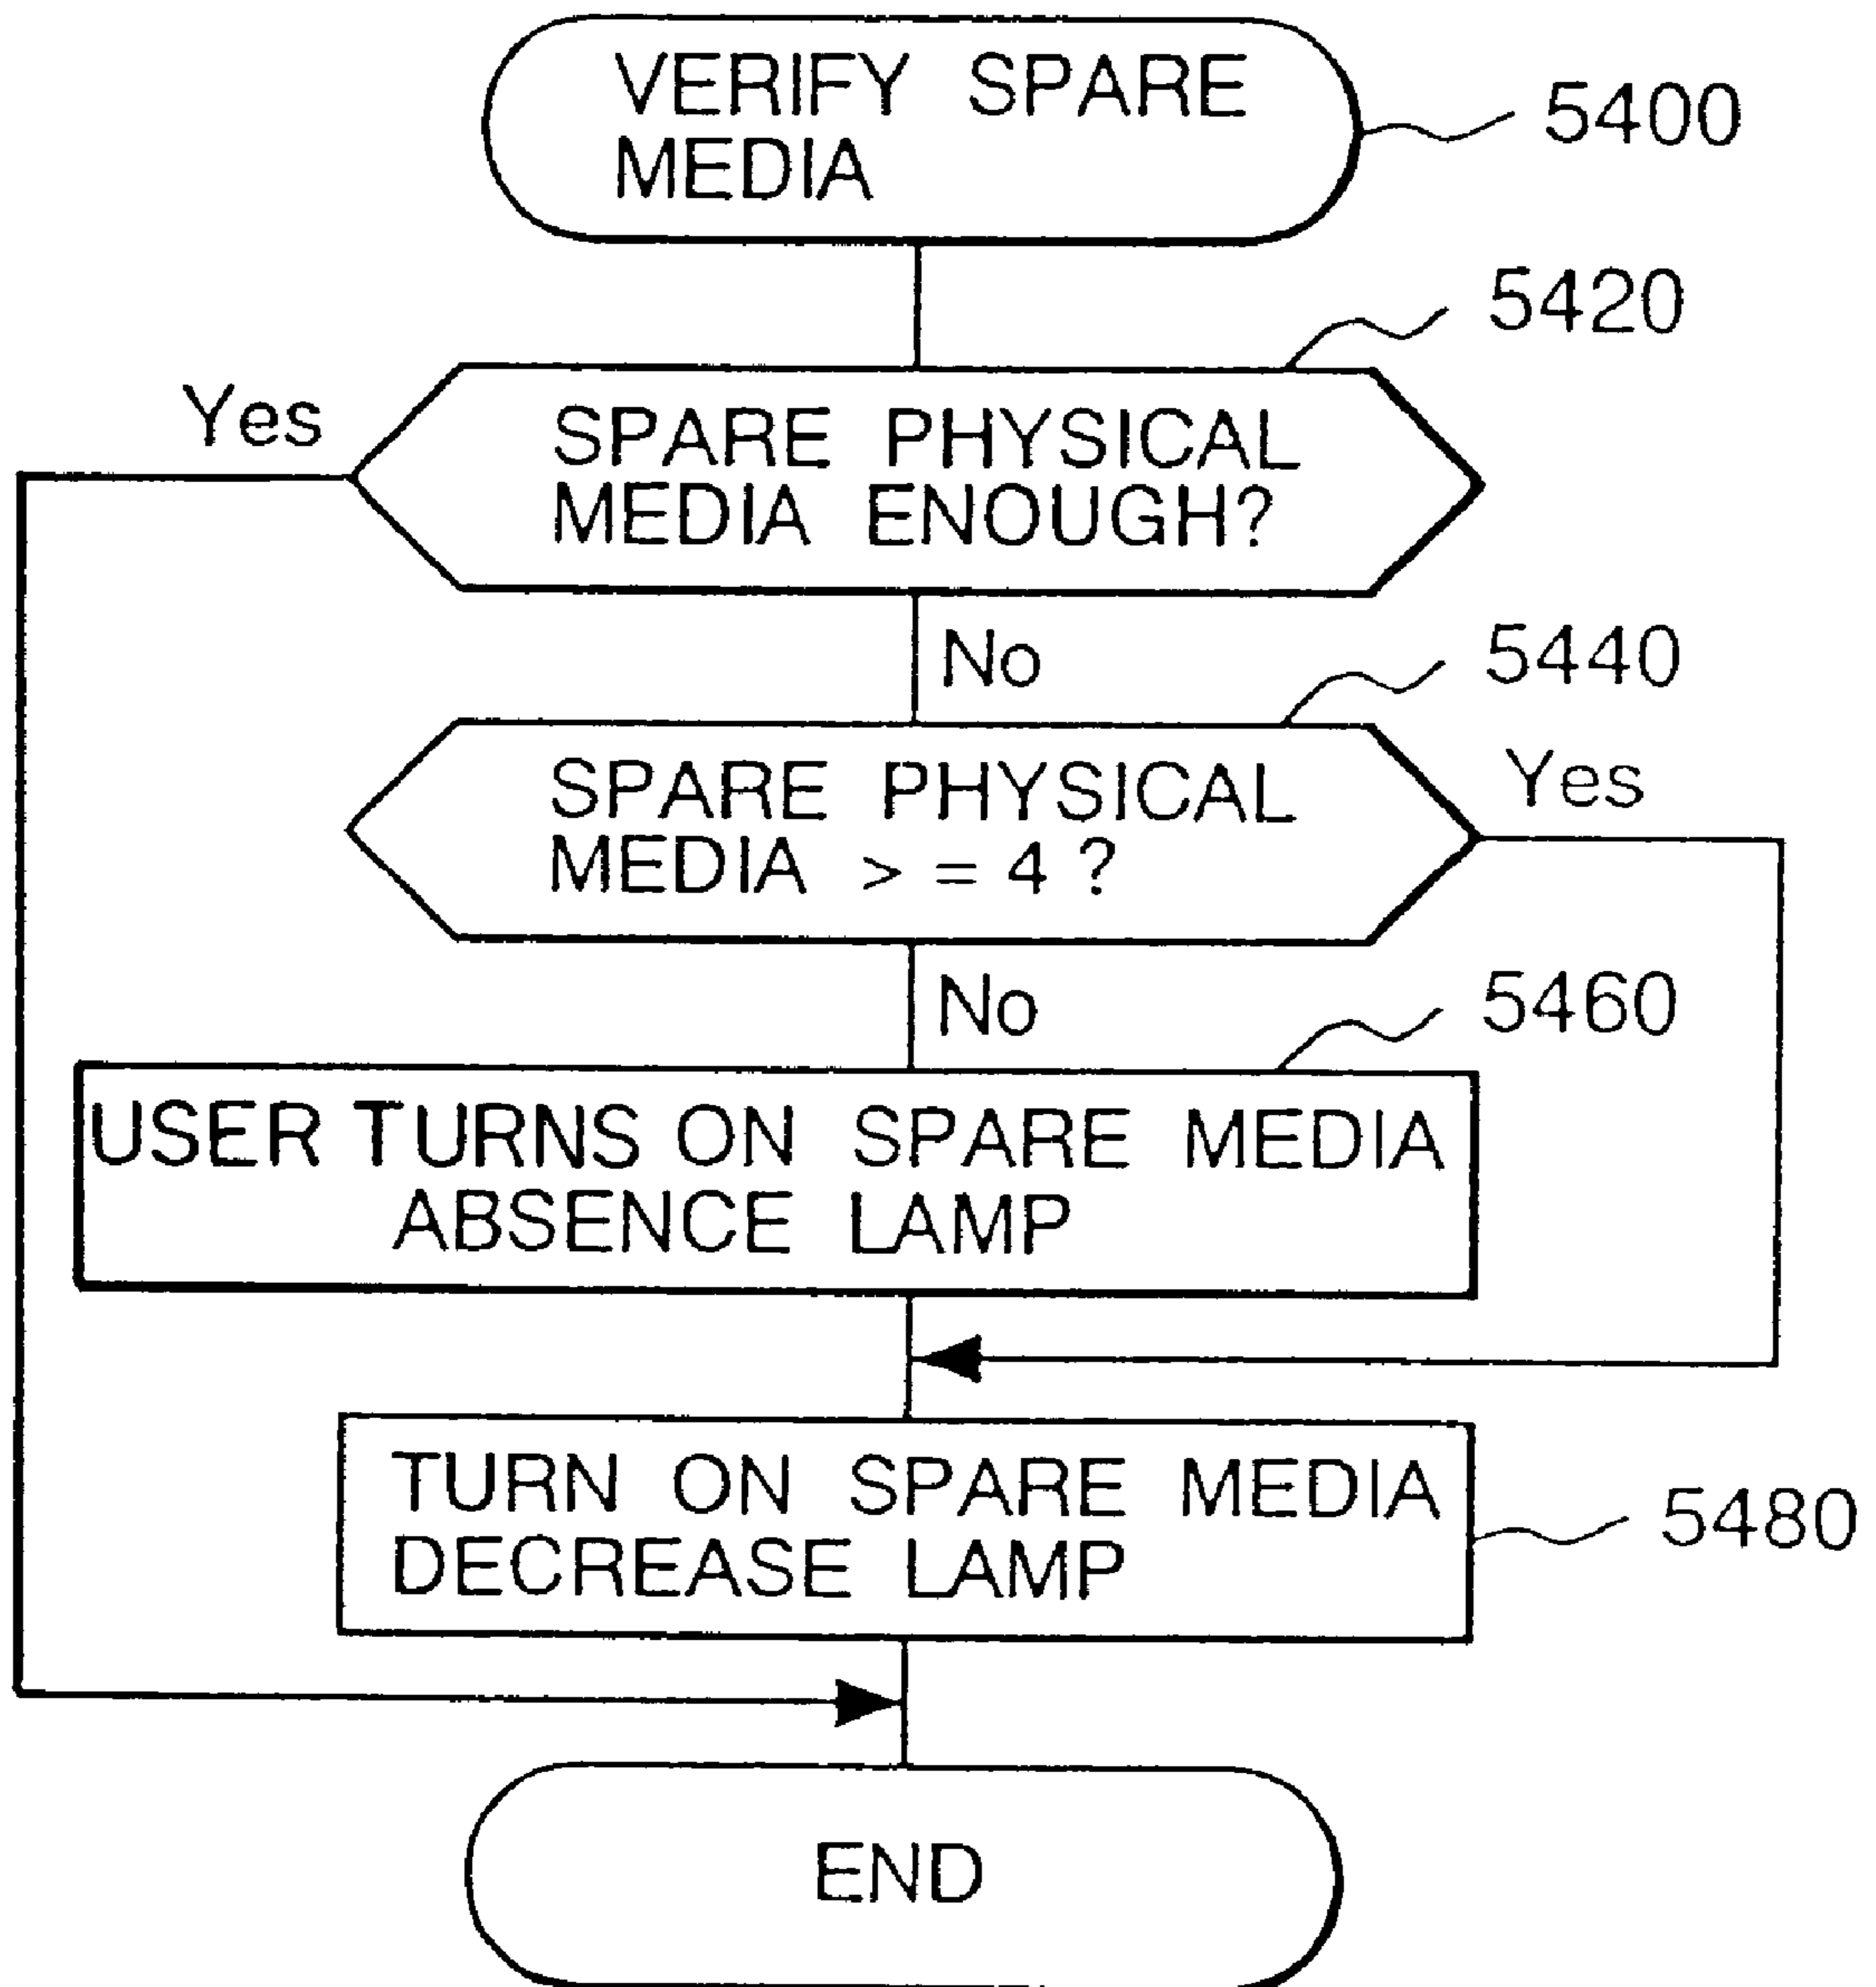 VERIFY SPARE
MEDIA
5400
5420
Yes
SPARE PHYSICAL
MEDIA ENOUGH?
No
5440
SPARE PHYSICAL
MEDIA > = 4 ?
Yes
No
5460
USER TURNS ON SPARE MEDIA
ABSENCE LAMP
TURN ON SPARE MEDIA
DECREASE LAMP
5480
END